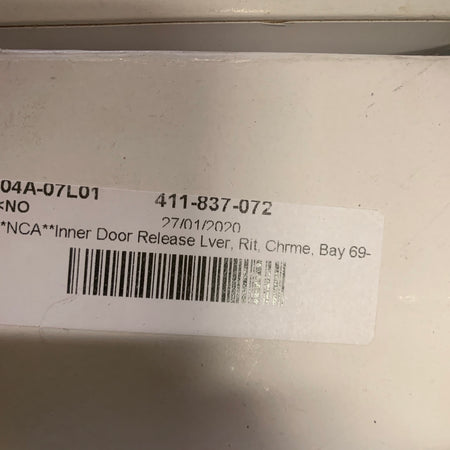 04A-07L01 411-837-072
<NO 27/01/2020
*NCA**Inner Door Release Lver, Rit, Chrme, Bay 69-